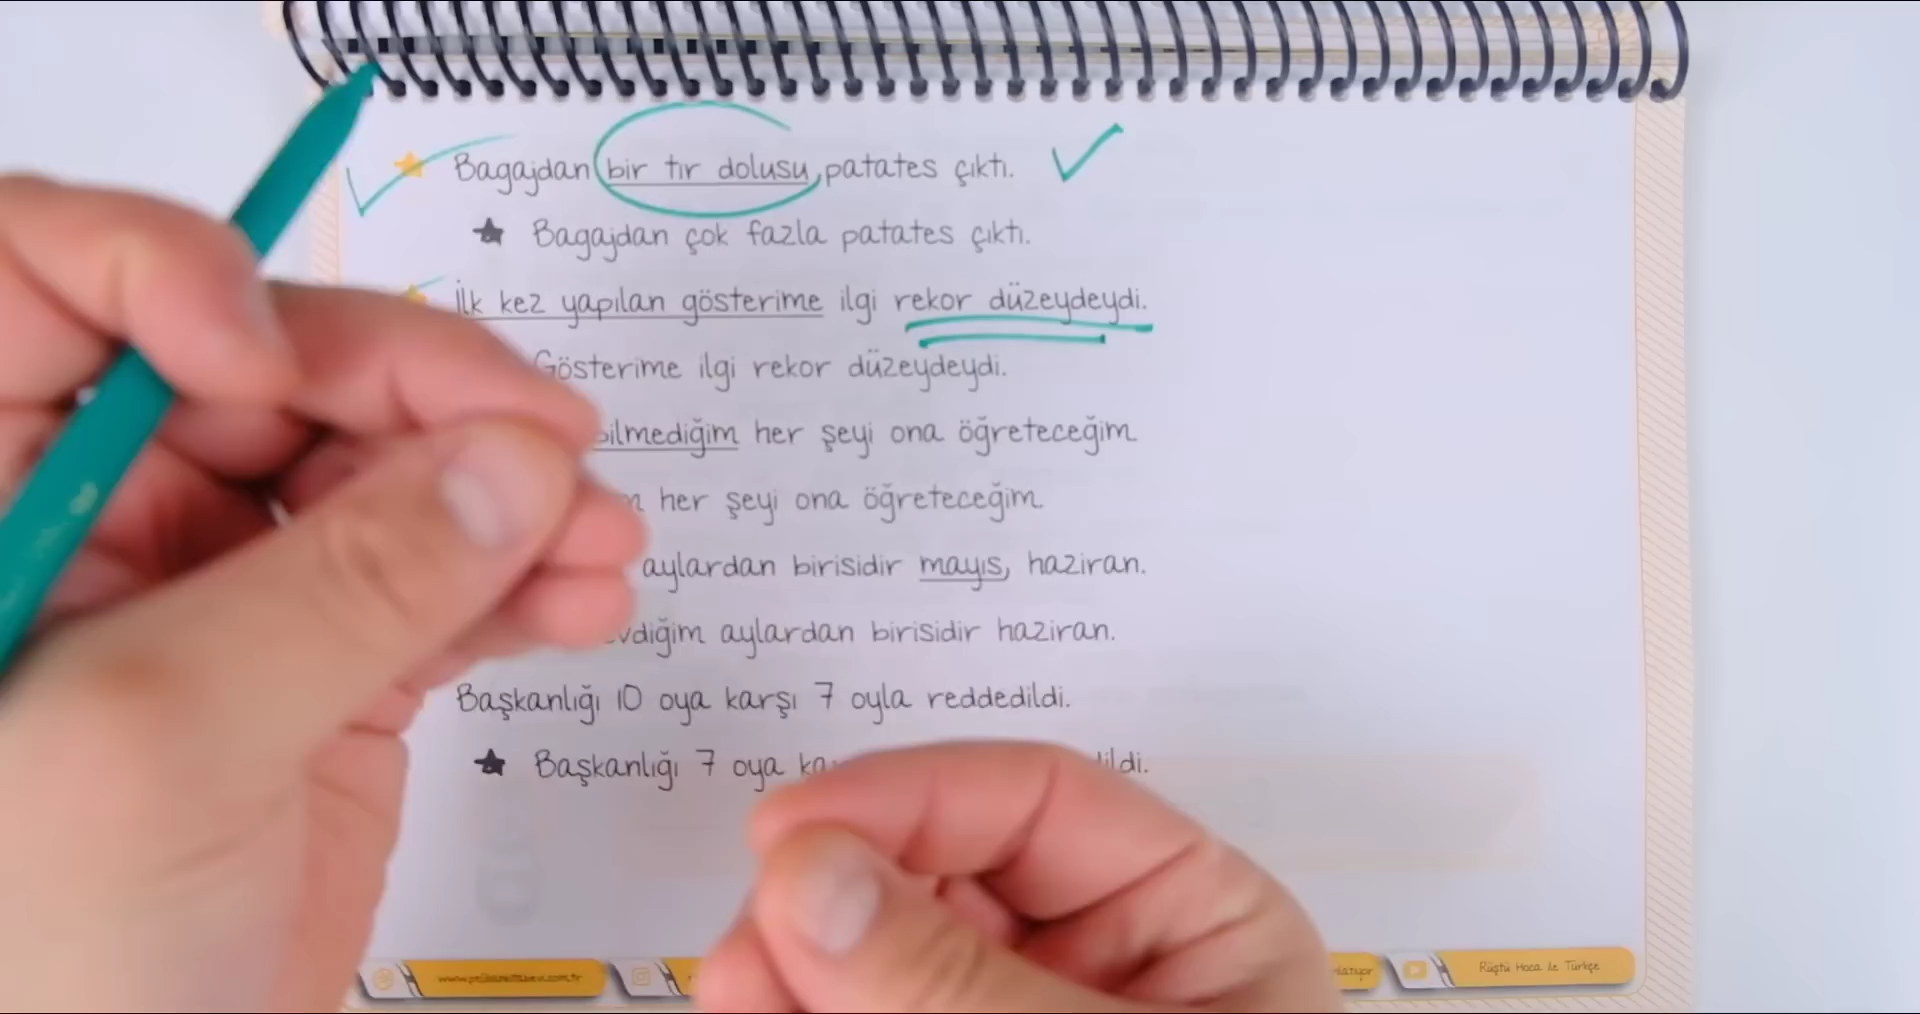 Bagajdan bir tır dolusu patates çıktı.
Bagajdan çok fazla patates çıktı.
İlk kez yapılan gösterime ilgi rekor düzeydeydi.
Gösterime ilgi rekor düzeydeydi.
bilmediğim her şeyi ona öğreteceğim.
her şeyi ona öğreteceğim.
aylardan birisidir mayıs, haziran.
aylardan birisidir haziran.
Başkanlığı 10 oya karşı 7 oyla reddedildi.
Başkanlığı 7 oya
Rüştü Hoca ile Türkçe